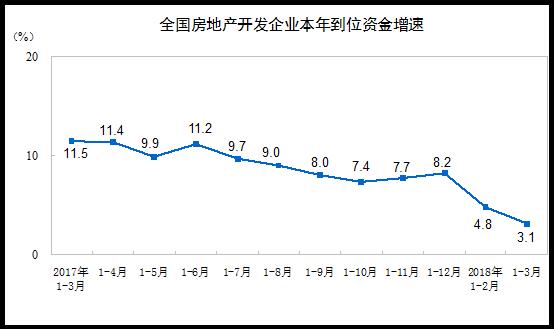 全国房地产开发企业本年到位资金增速
(%)
20
11.5
11.4
9.9
11.2
9.7
9.0
8.0
7.4
7.7
8.2
4.8
3.1
10
0
2017年
1-3月
1-4月
1-5月
1-6月
1-7月
1-8月
1-9月
1-10月
1-11月
1-12月
2018年
1-2月
1-3月